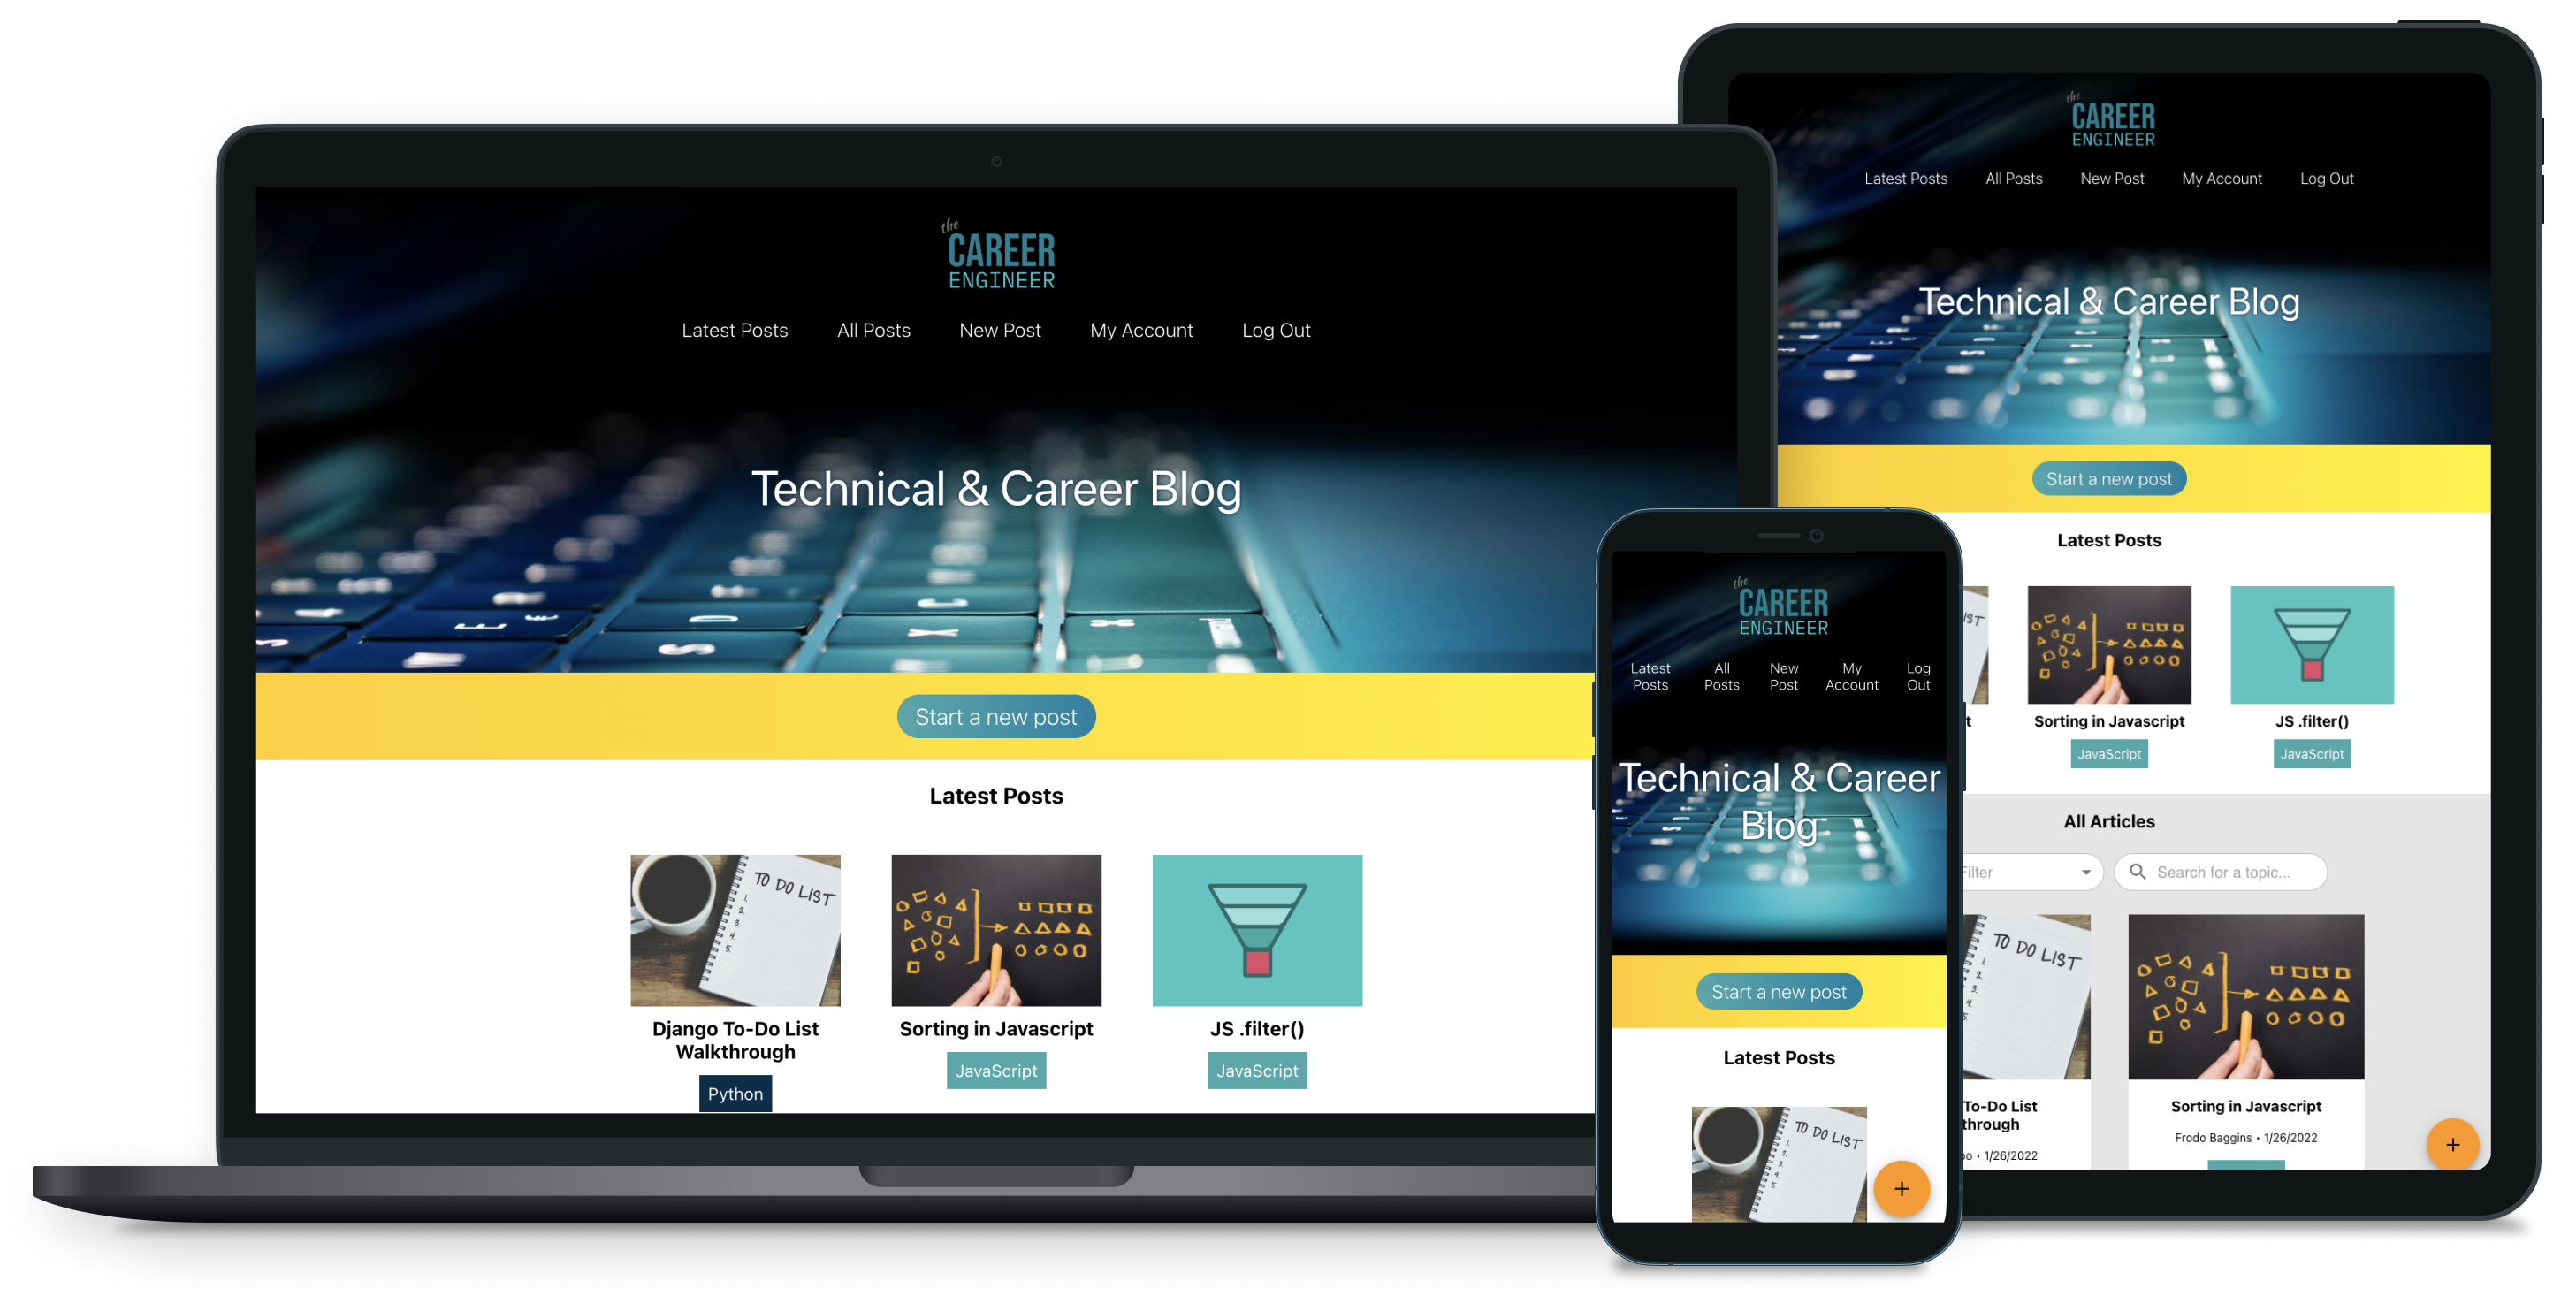 the
CAREER
ENGINEER
Latest Posts All Posts New Post My Account Log Out
Technical & Career Blog
Start a new post
Latest Posts
TO DO LIST
1.
2.
3.
4.
5.
Django To-Do List
Walkthrough
Python
Sorting in Javascript
JavaScript
JS .filter()
JavaScript
the
CAREER
ENGINEER
Latest
Posts
All
Posts
New
Post
My
Account
Log
Out
Technical & Career
Blog
Start a new post
Latest Posts
TO DO LIST
+
the
CAREER
ENGINEER
Latest Posts All Posts New Post My Account Log Out
Technical & Career Blog
Start a new post
Latest Posts
Sorting in Javascript
JavaScript
JS .filter()
JavaScript
All Articles
Filter
Search for a topic...
TO DO LIST
To-Do List
Sorting in Javascript
Frodo Baggins • 1/26/2022
• 1/26/2022
+